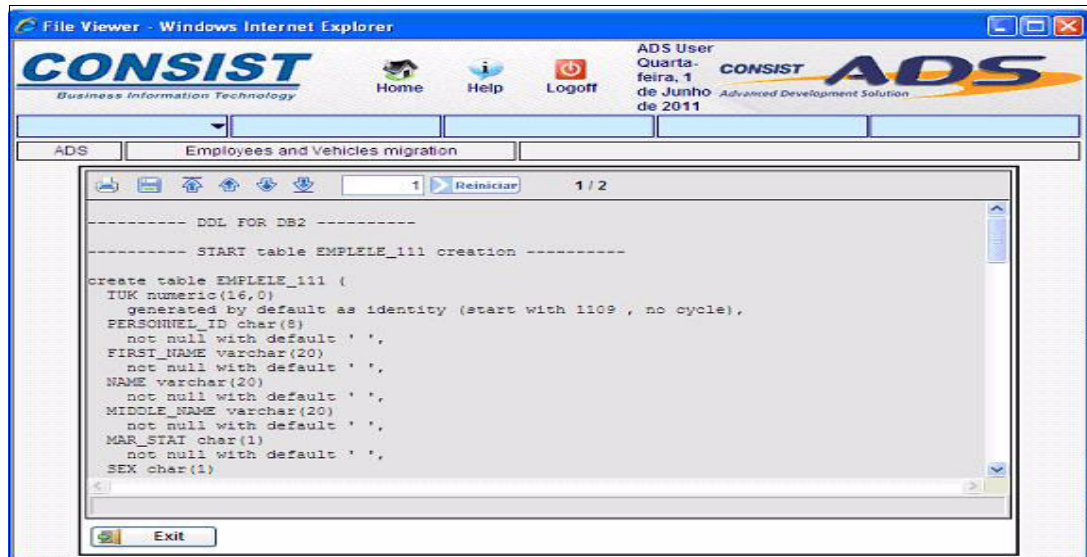 File Viewer - Windows Internet Explorer
CONSIST
Business Information Technology
Home
Help
Logoff
ADS User
Quarta-
feira, 1
de Junho
de 2011
CONSIST ADS
Advanced Development Solution
ADS
Employees and Vehicles migration
1
Reiniciar
1 / 2
---------- DDL FOR DB2 ----------
---------- START table EMPLELE_111 creation ----------
create table EMPLELE_111 (
TUK numeric(16,0)
generated by default as identity (start with 1109 , no cycle),
PERSONNEL_ID char(8)
not null with default ' ',
FIRST_NAME varchar(20)
not null with default ' ',
NAME varchar(20)
not null with default ' ',
MIDDLE_NAME varchar(20)
not null with default ' ',
MAR_STAT char(1)
not null with default ' ',
SEX char(1)
Exit